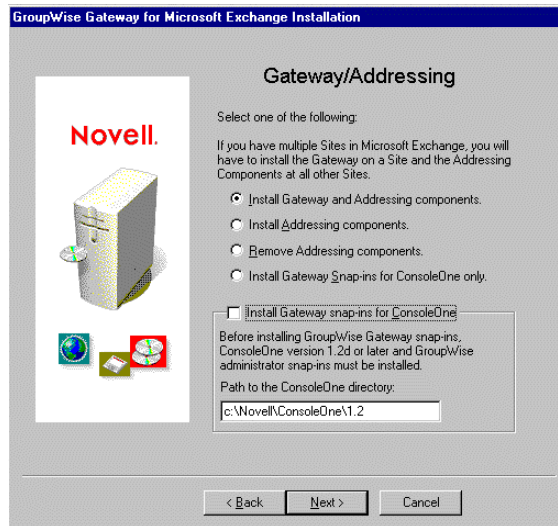 GroupWise Gateway for Microsoft Exchange Installation
Gateway/Addressing
Novell.
Select one of the following:
If you have multiple Sites in Microsoft Exchange, you will
have to install the Gateway on a Site and the Addressing
Components at all other Sites.
Install Gateway and Addressing components.
Install Addressing components.
Remove Addressing components.
Install Gateway Snap-ins for ConsoleOne only.
Install Gateway snap-ins for ConsoleOne
Before installing GroupWise Gateway snap-ins,
ConsoleOne version 1.2d or later and GroupWise
administrator snap-ins must be installed.
Path to the ConsoleOne directory:
c:\Novell\ConsoleOne\1.2
< Back
Next >
Cancel